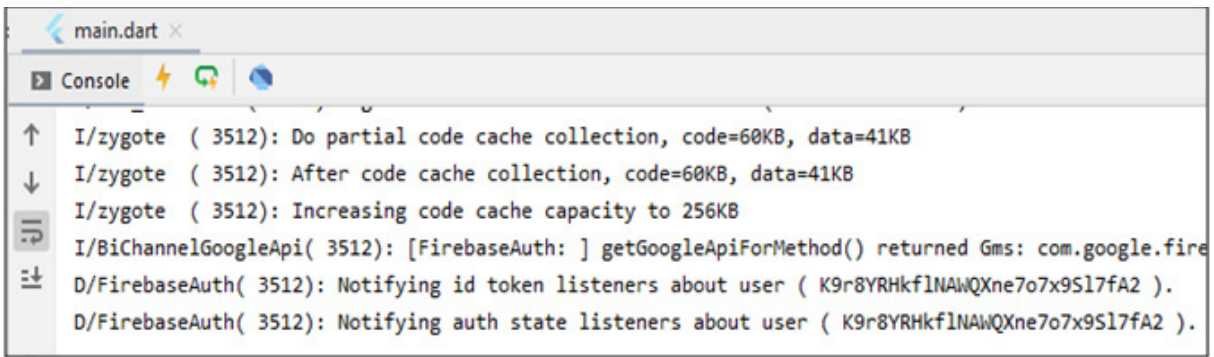 main.dart
Console
I/zygote ( 3512): Do partial code cache collection, code=60KB, data=41KB
I/zygote ( 3512): After code cache collection, code=60KB, data=41KB
I/zygote ( 3512): Increasing code cache capacity to 256KB
I/BiChannelGoogleApi( 3512): [FirebaseAuth: ] getGoogleApiForMethod() returned Gms: com.google.fire
D/FirebaseAuth( 3512): Notifying id token listeners about user ( K9r8YRHkflNAWQXne7o7x9Sl7fA2 ).
D/FirebaseAuth( 3512): Notifying auth state listeners about user ( K9r8YRHkflNAWQXne7o7x9Sl7fA2 ).